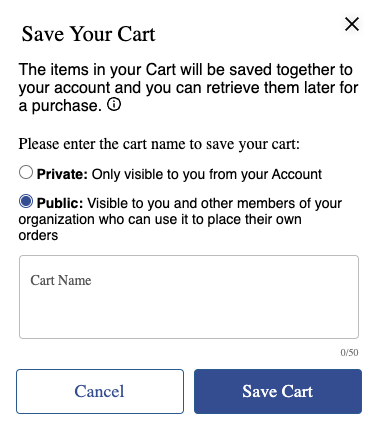 Save Your Cart
The items in your Cart will be saved together to
your account and you can retrieve them later for
a purchase.
Please enter the cart name to save your cart:
Private: Only visible to you from your Account
Public: Visible to you and other members of your
organization who can use it to place their own
orders
Cart Name
0/50
Cancel
Save Cart